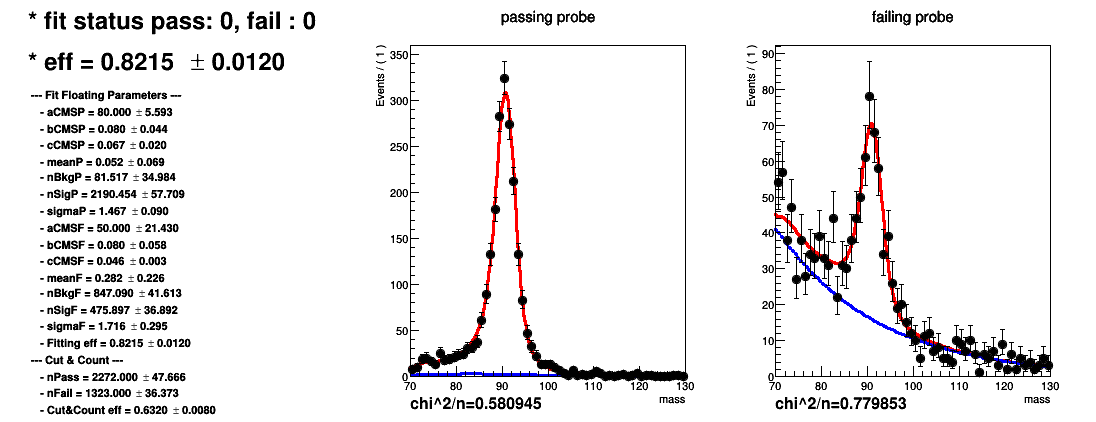 * fit status pass: 0, fail : 0
* eff = 0.8215 ± 0.0120
--- Fit Floating Parameters ---
- aCMSP = 80.000 ± 5.593
- bCMSP = 0.080 ± 0.044
- cCMSP = 0.067 ± 0.020
- meanP = 0.052 ± 0.069
- nBkgP = 81.517 ± 34.984
- nSigP = 2190.454 ± 57.709
- sigmaP = 1.467 ± 0.090
- aCMSF = 50.000 ± 21.430
- bCMSF = 0.080 ± 0.058
- cCMSF = 0.046 ± 0.003
- meanF = 0.282 ± 0.226
- nBkgF = 847.090 ± 41.613
- nSigF = 475.897 ± 36.892
- sigmaF = 1.716 ± 0.295
- Fitting eff = 0.8215 ± 0.0120
--- Cut & Count ---
- nPass = 2272.000 ± 47.666
- nFail = 1323.000 ± 36.373
- Cut&Count eff = 0.6320 ± 0.0080
passing probe
Events / ( 1 )
350
300
250
200
150
100
50
0
70 80 90 100 110 120 130
mass
chi^2/n=0.580945
failing probe
Events / ( 1 )
90
80
70
60
50
40
30
20
10
0
70 80 90 100 110 120 130
mass
chi^2/n=0.779853